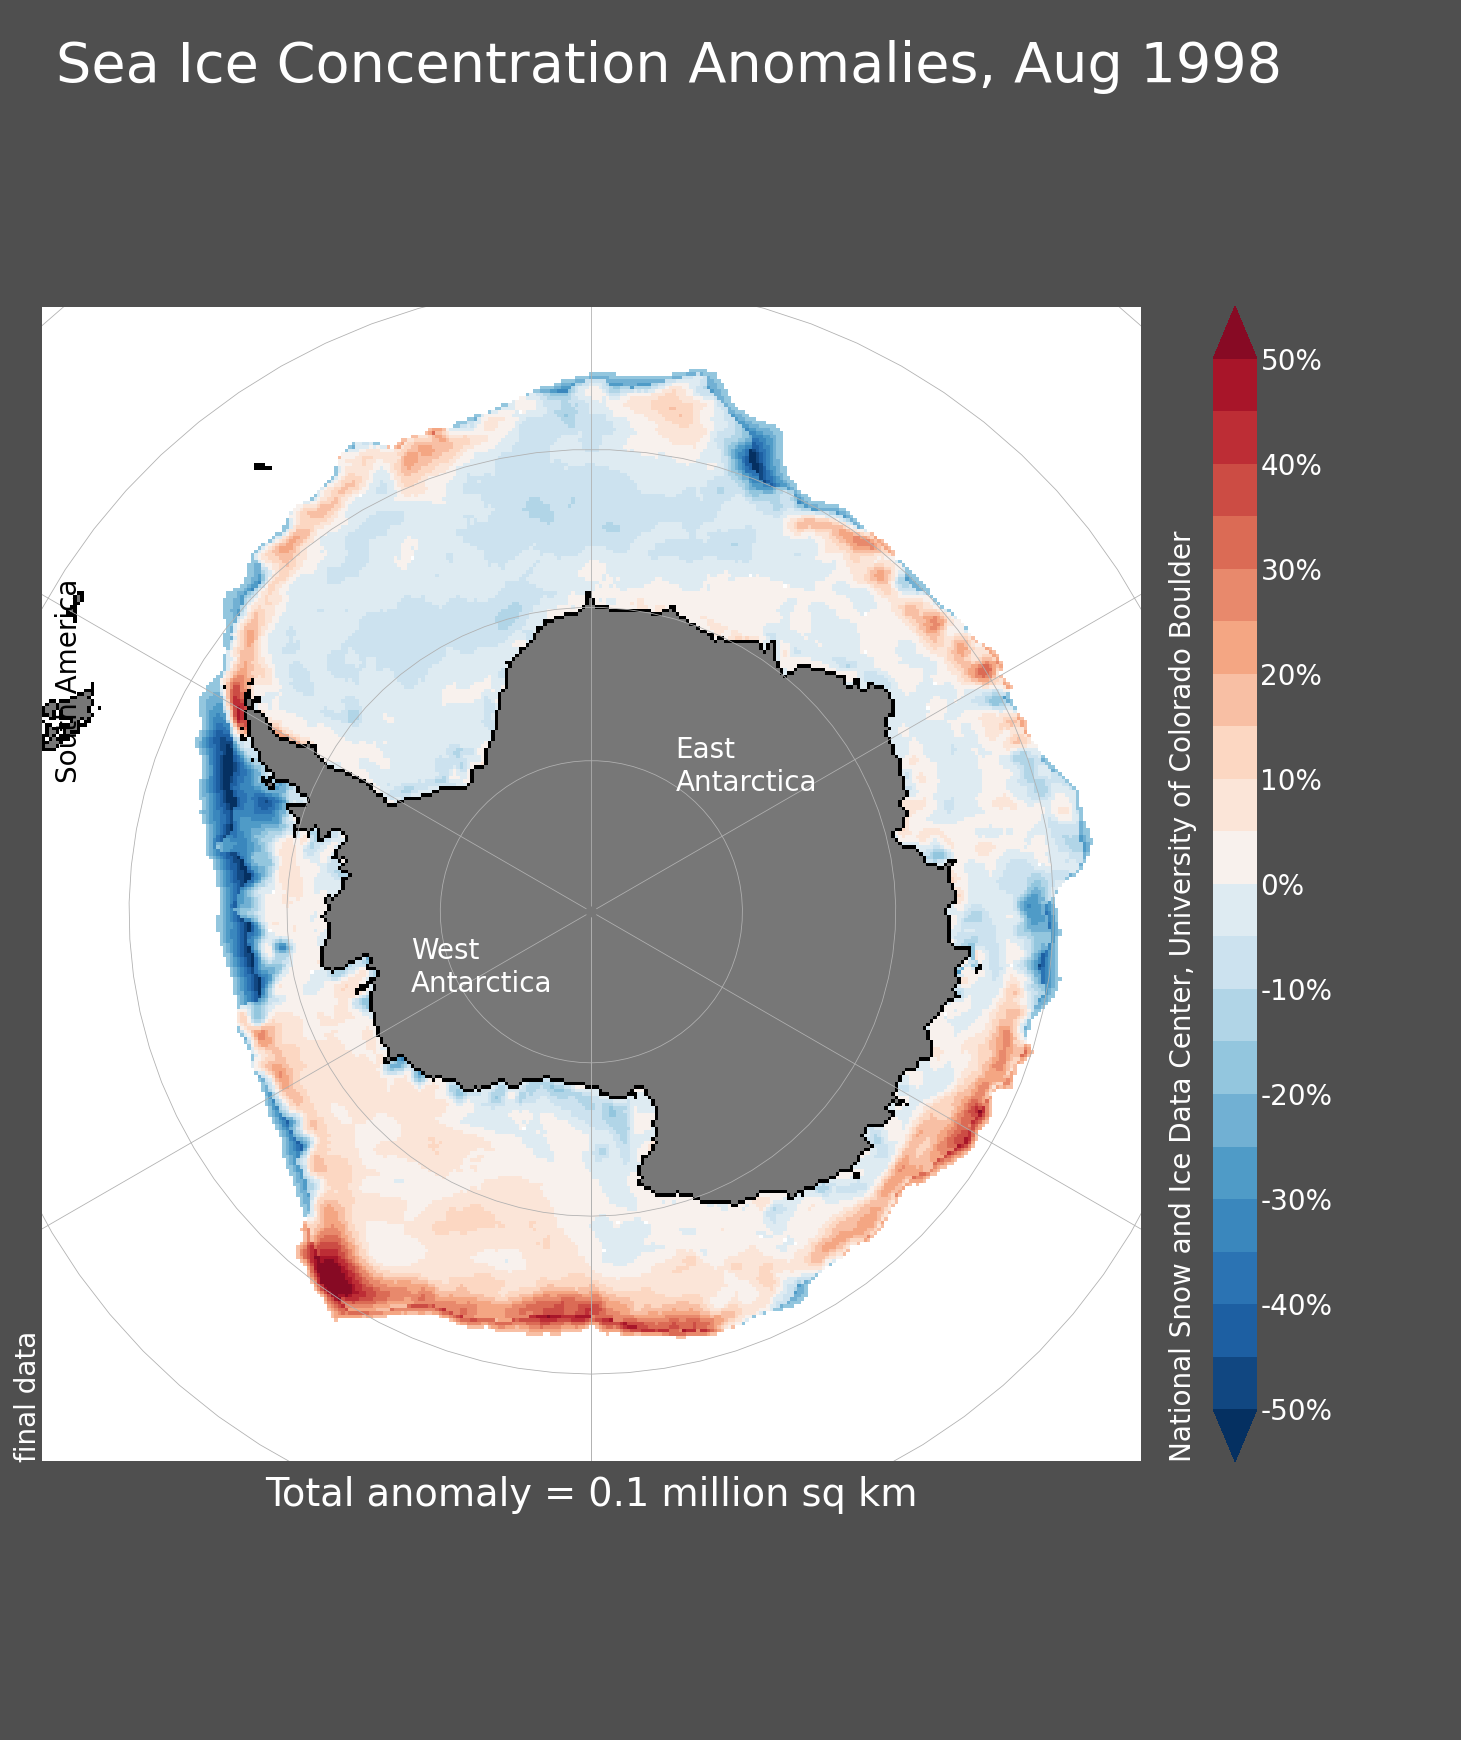 Sea Ice Concentration Anomalies, Aug 1998
South America
East
Antarctica
West
Antarctica
final data
National Snow and Ice Data Center, University of Colorado Boulder
50%
40%
30%
20%
10%
0%
-10%
-20%
-30%
-40%
-50%
Total anomaly = 0.1 million sq km